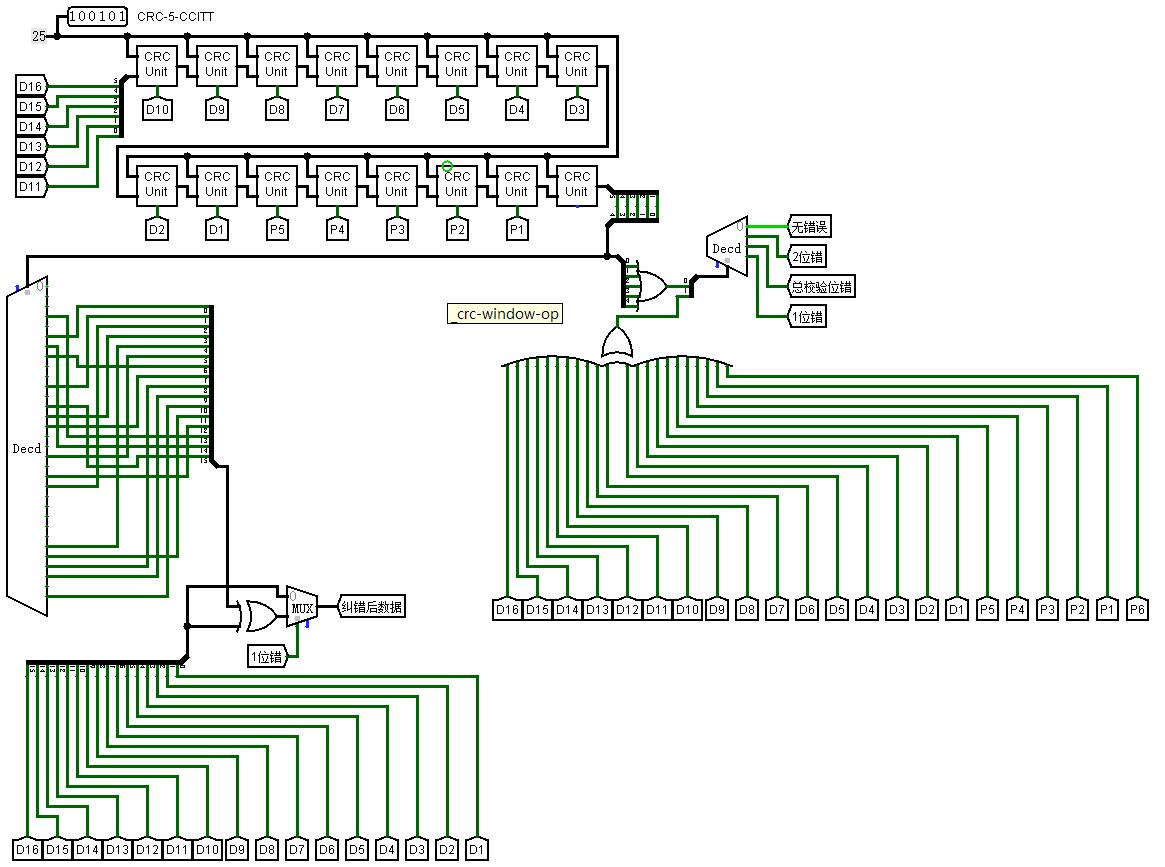 100101 CRC-5-CCITT
25
CRC Unit CRC Unit CRC Unit CRC Unit CRC Unit CRC Unit CRC Unit CRC Unit
D16
D15
D14
D13
D12
D11
D10 D9 D8 D7 D6 D5 D4 D3
CRC Unit CRC Unit CRC Unit CRC Unit CRC Unit CRC Unit CRC Unit CRC Unit
D2 D1 P5 P4 P3 P2 P1
Decd
无错误
2位错
总校验位错
1位错
_crc-window-op
Decd
D16 D15 D14 D13 D12 D11 D10 D9 D8 D7 D6 D5 D4 D3 D2 D1 P5 P4 P3 P2 P1 P6
MUX
纠错后数据
1位错
D16 D15 D14 D13 D12 D11 D10 D9 D8 D7 D6 D5 D4 D3 D2 D1